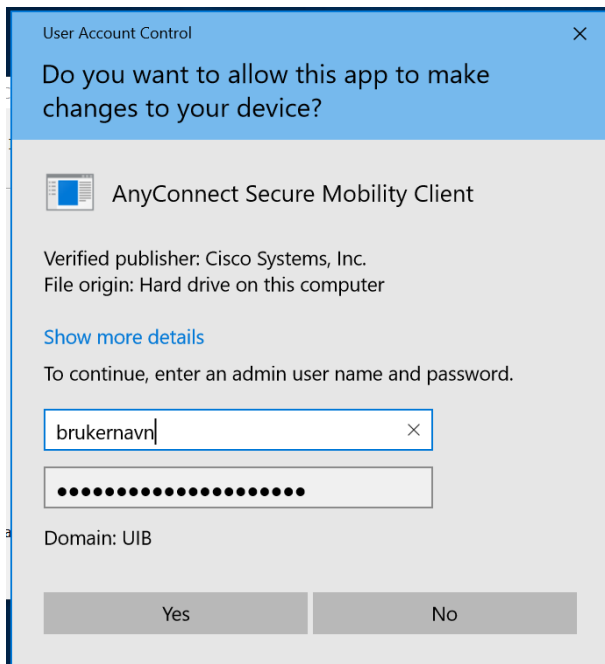 User Account Control
Do you want to allow this app to make
changes to your device?
AnyConnect Secure Mobility Client
Verified publisher: Cisco Systems, Inc.
File origin: Hard drive on this computer
Show more details
To continue, enter an admin user name and password.
brukernavn
●●●●●●●●●●●●●●●●●●●●●
Domain: UIB
Yes
No